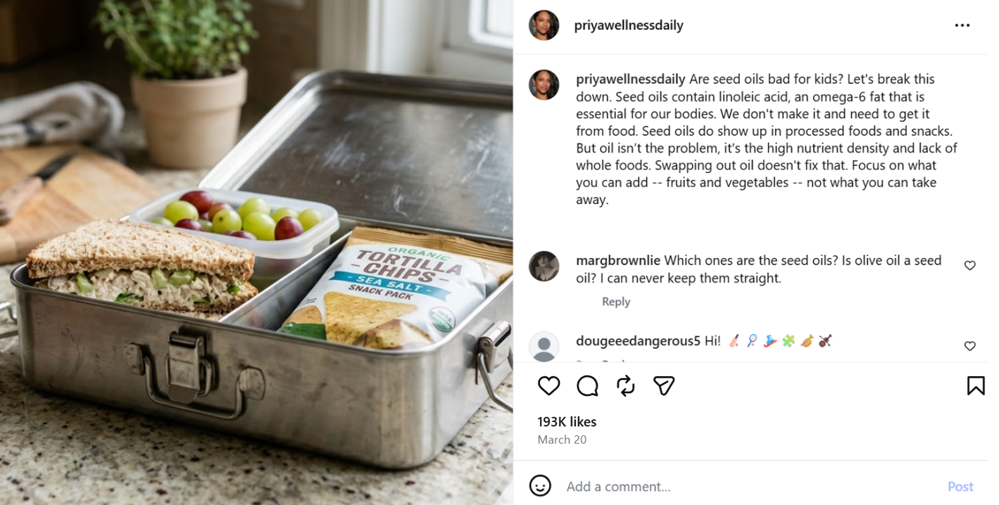 ORGANIC
TORTILLA
-CHIPS-
- SEA SALT -
SNACK PACK
priyawellnessdaily
priyawellnessdaily Are seed oils bad for kids? Let's break this
down. Seed oils contain linoleic acid, an omega-6 fat that is
essential for our bodies. We don't make it and need to get it
from food. Seed oils do show up in processed foods and snacks.
But oil isn’t the problem, it's the high nutrient density and lack of
whole foods. Swapping out oil doesn't fix that. Focus on what
you can add -- fruits and vegetables -- not what you can take
away.
margbrownlie Which ones are the seed oils? Is olive oil a seed
oil? I can never keep them straight.
Reply
dougeeedangerous5 Hi!
193K likes
March 20
Add a comment...
Post